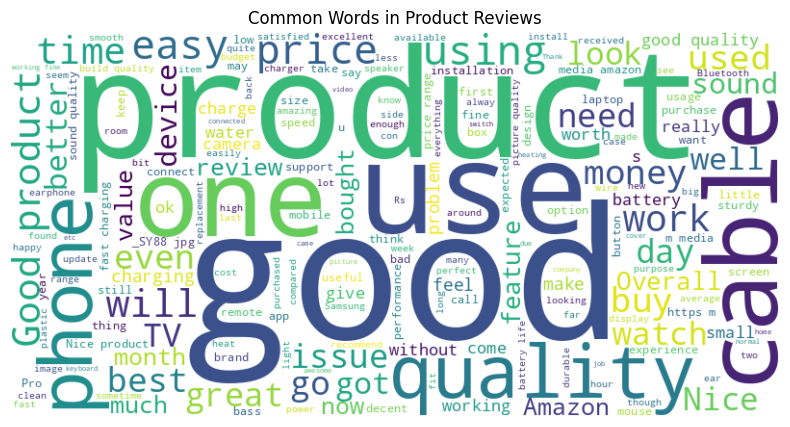 Common Words in Product Reviews
smooth
satisfied
excellent
available
install
received
time
easy
price
using
look
good quality
working
fine
quite
budget
low
less
Thank
build quality
item
may
back
charger
take
say
speaker
installation
media amazon
see
used
seem
keep
charge
size
amazing
video
know
first
alway
Bluetooth
sound
product
better
sound quality
device
room
water
camera
speed
connected
side
enough
con
everything
price range
box
fine
design
picture quality
need
laptop
usage
purchase
switch
worth
case
made
really
want
easily
u
bit
connect
review
support
bought
problem
expected
heating
s
money
well
cable
Good product
earphone
fast charging
value
ok
one
use
replacement
high
last
lot
mobile
Rs
around
option
wire
new
battery
big
little
sturdy
phone
found
happy
etc
_SY88 jpg
even
came
think
week
many
feature
button
work
m media
cover
update
charging
cost
purchased
compared
useful
bad
perfect
due
make
company
day
screen
plastic
year
range
still
will
remote
picture
give
performance
good
feel
long
call
looking
Overall
purpose
average
thing
app
Samsung
far
buy
https m
display
image
Nice product
TV
heat
brand
light
recommend
issue
without
come
battery life
watch
small
experience
home
normal
two
Pro
month
clean
keyboard
best
great
awesome
go
got
fit
quality
durable
job
hour
though
ear
Nice
fast
sometime
much
bass
power
now
decent
working
Amazon
mouse